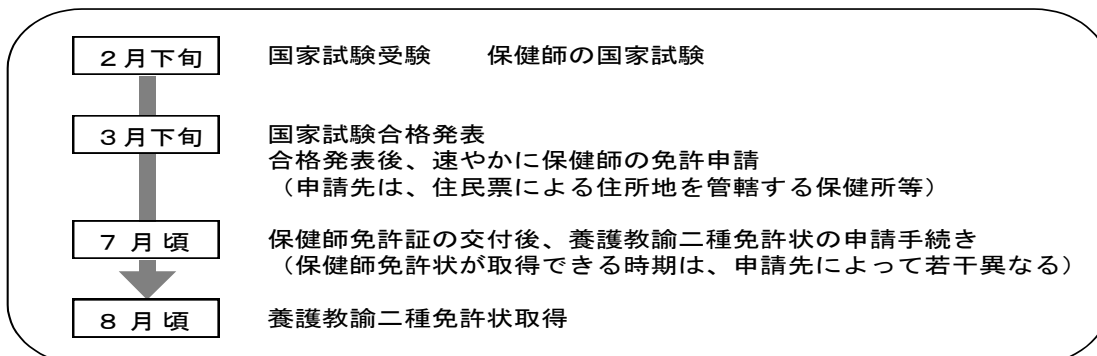 2月下旬 国家試験受験 保健師の国家試験
3月下旬 国家試験合格発表
合格発表後、速やかに保健師の免許申請
（申請先は、住民票による住所地を管轄する保健所等）
7月頃 保健師免許証の交付後、養護教諭二種免許状の申請手続き
（保健師免許状が取得できる時期は、申請先によって若干異なる）
8月頃 養護教諭二種免許状取得